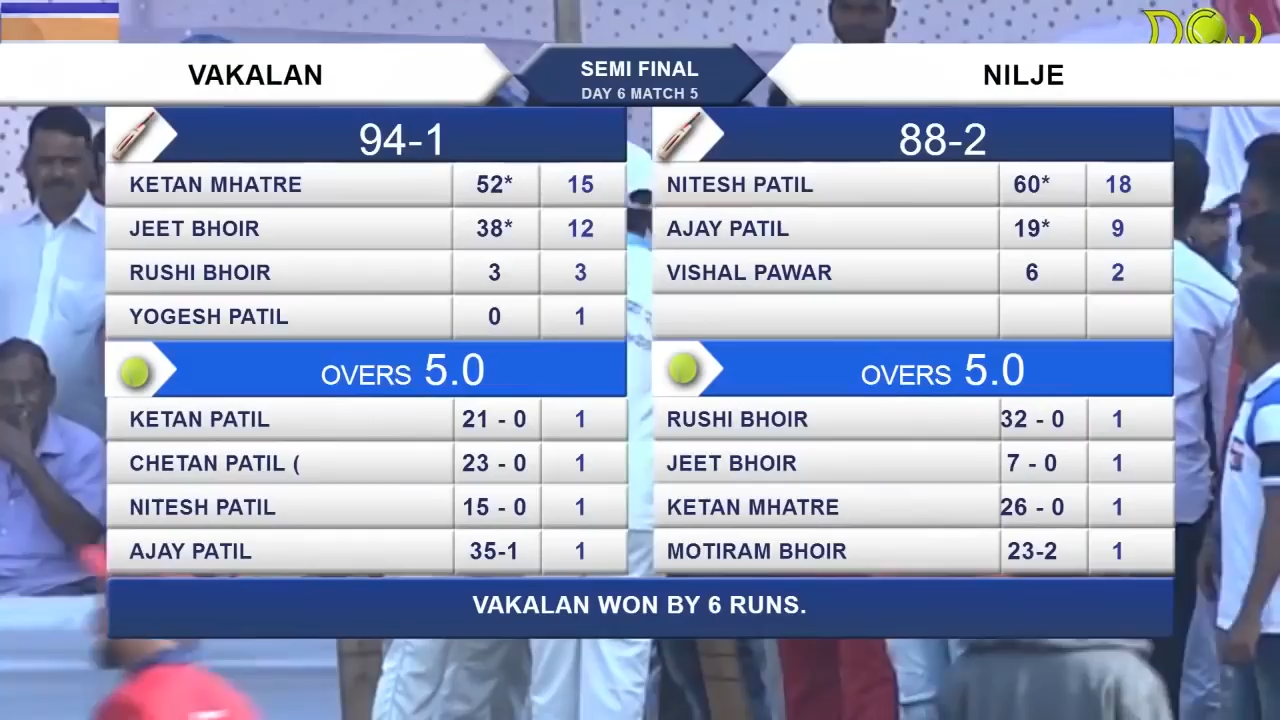 VAKALAN
SEMI FINAL
DAY 6 MATCH 5
NILJE
94-1
KETAN MHATRE 52* 15
JEET BHOIR 38* 12
RUSHI BHOIR 3 3
YOGESH PATIL 0 1
OVERS 5.0
KETAN PATIL 21 - 0 1
CHETAN PATIL ( 23 - 0 1
NITESH PATIL 15 - 0 1
AJAY PATIL 35-1 1
88-2
NITESH PATIL 60* 18
AJAY PATIL 19* 9
VISHAL PAWAR 6 2
OVERS 5.0
RUSHI BHOIR 32 - 0 1
JEET BHOIR 7 - 0 1
KETAN MHATRE 26 - 0 1
MOTIRAM BHOIR 23-2 1
VAKALAN WON BY 6 RUNS.